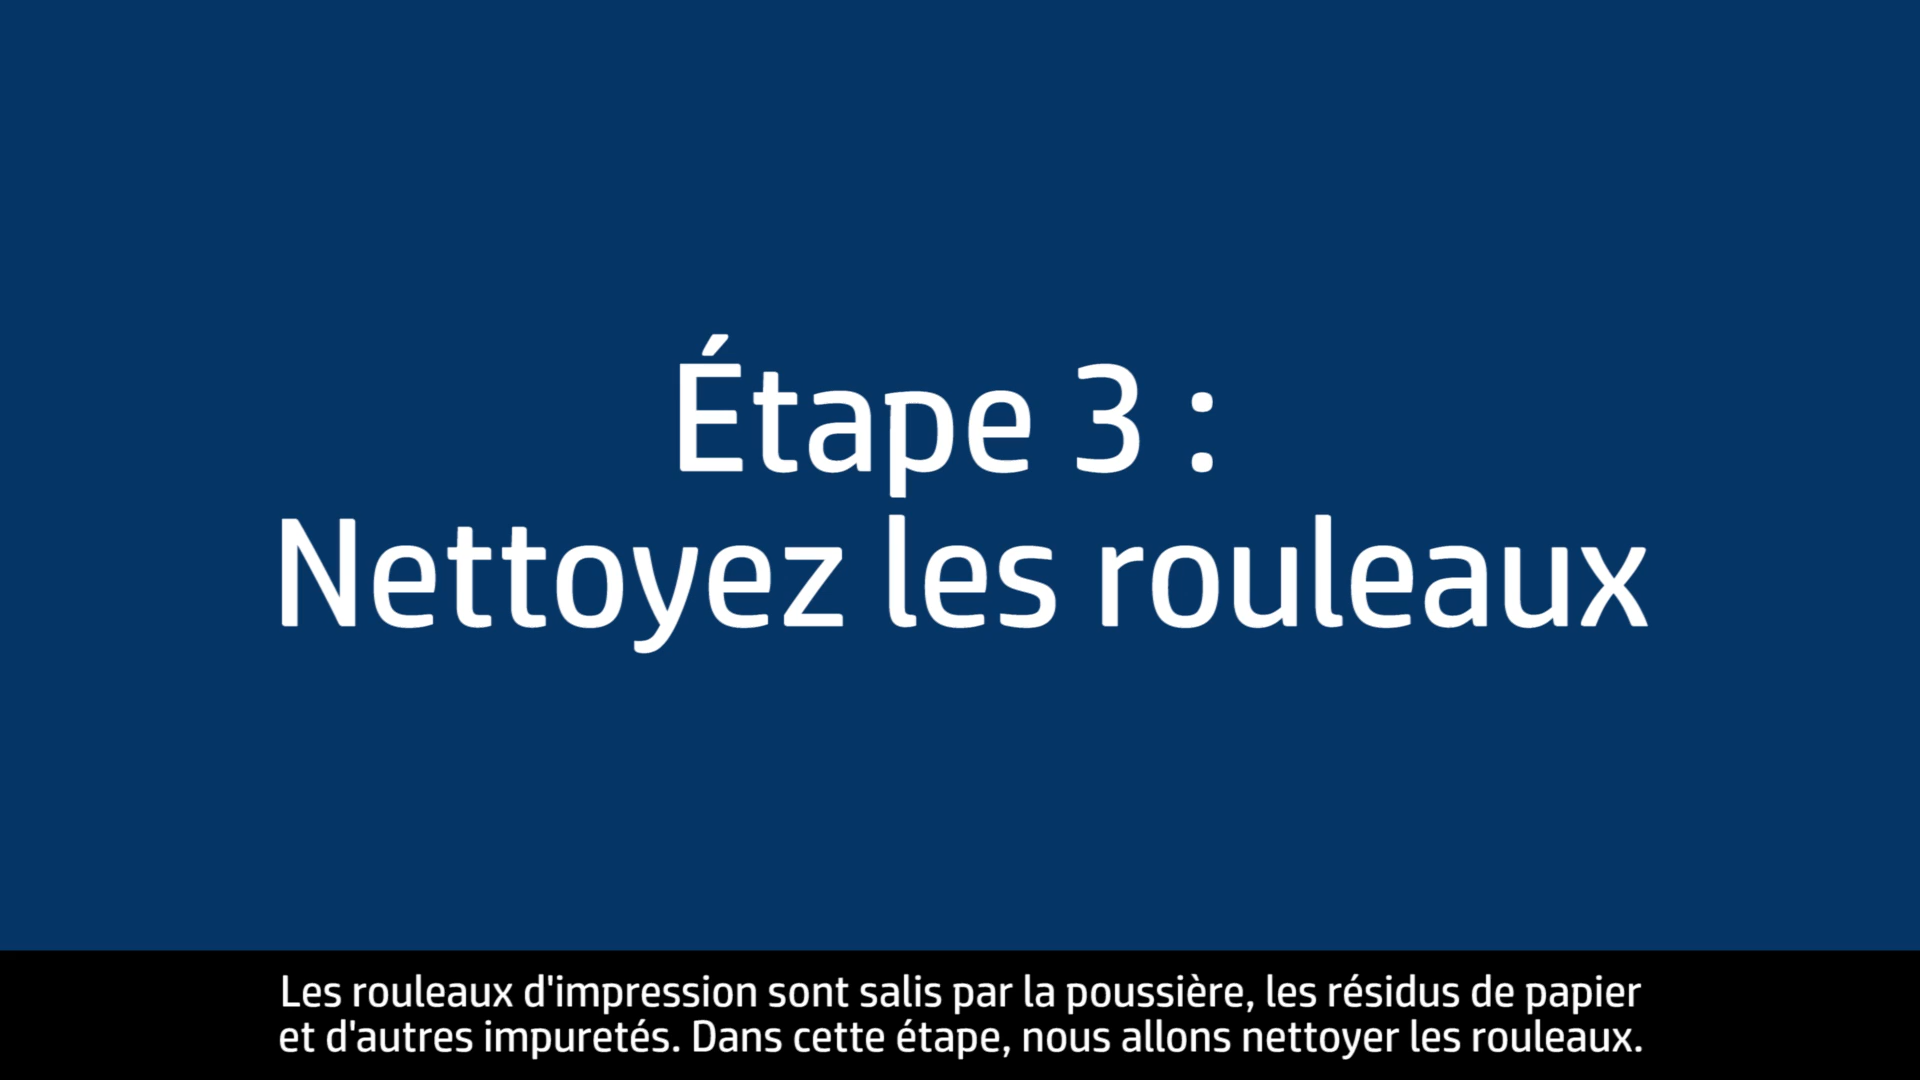 Étape 3 :
Nettoyez les rouleaux
Les rouleaux d'impression sont salis par la poussière, les résidus de papier
et d'autres impuretés. Dans cette étape, nous allons nettoyer les rouleaux.